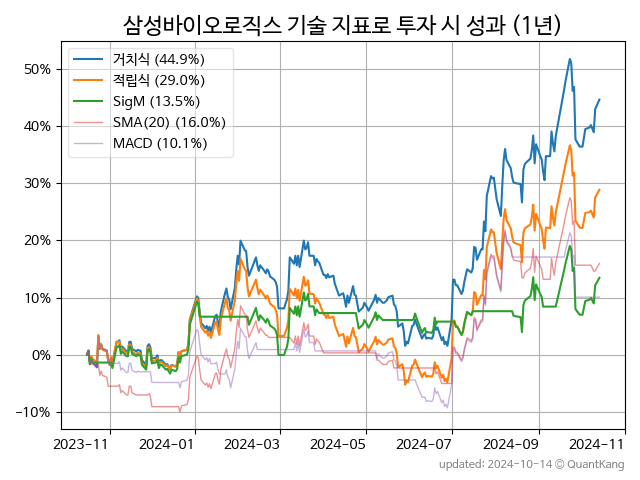 삼성바이오로직스 기술 지표로 투자 시 성과 (1년)
거치식 (44.9%)
적립식 (29.0%)
SigM (13.5%)
SMA(20) (16.0%)
MACD (10.1%)
50%
40%
30%
20%
10%
0%
−10%
2023-11 2024-01 2024-03 2024-05 2024-07 2024-09 2024-11
updated: 2024-10-14 © QuantKang